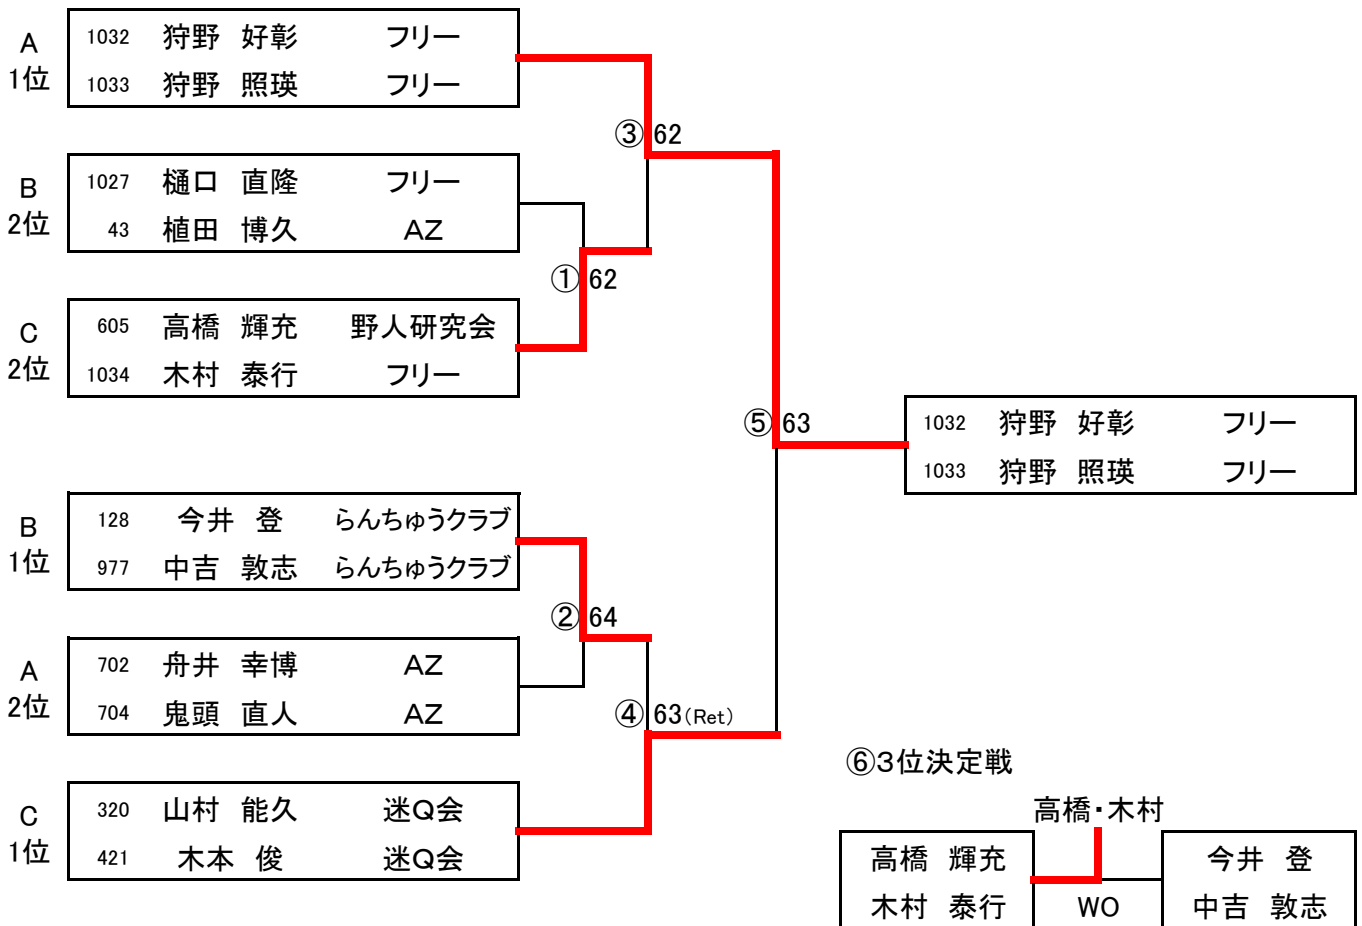 A
1位
1032 狩野 好彰 フリー
1033 狩野 照瑛 フリー
③ 62
B
2位
1027 樋口 直隆 フリー
43 植田 博久 AZ
① 62
C
2位
605 高橋 輝充 野人研究会
1034 木村 泰行 フリー
⑤ 63
1032 狩野 好彰 フリー
1033 狩野 照瑛 フリー
B
1位
128 今井 登 らんちゅうクラブ
977 中吉 敦志 らんちゅうクラブ
② 64
A
2位
702 舟井 幸博 AZ
704 鬼頭 直人 AZ
④ 63(Ret)
C
1位
320 山村 能久 迷Q会
421 木本 俊 迷Q会
⑥3位決定戦
高橋・木村
高橋 輝充 今井 登
木村 泰行 WO 中吉 敦志